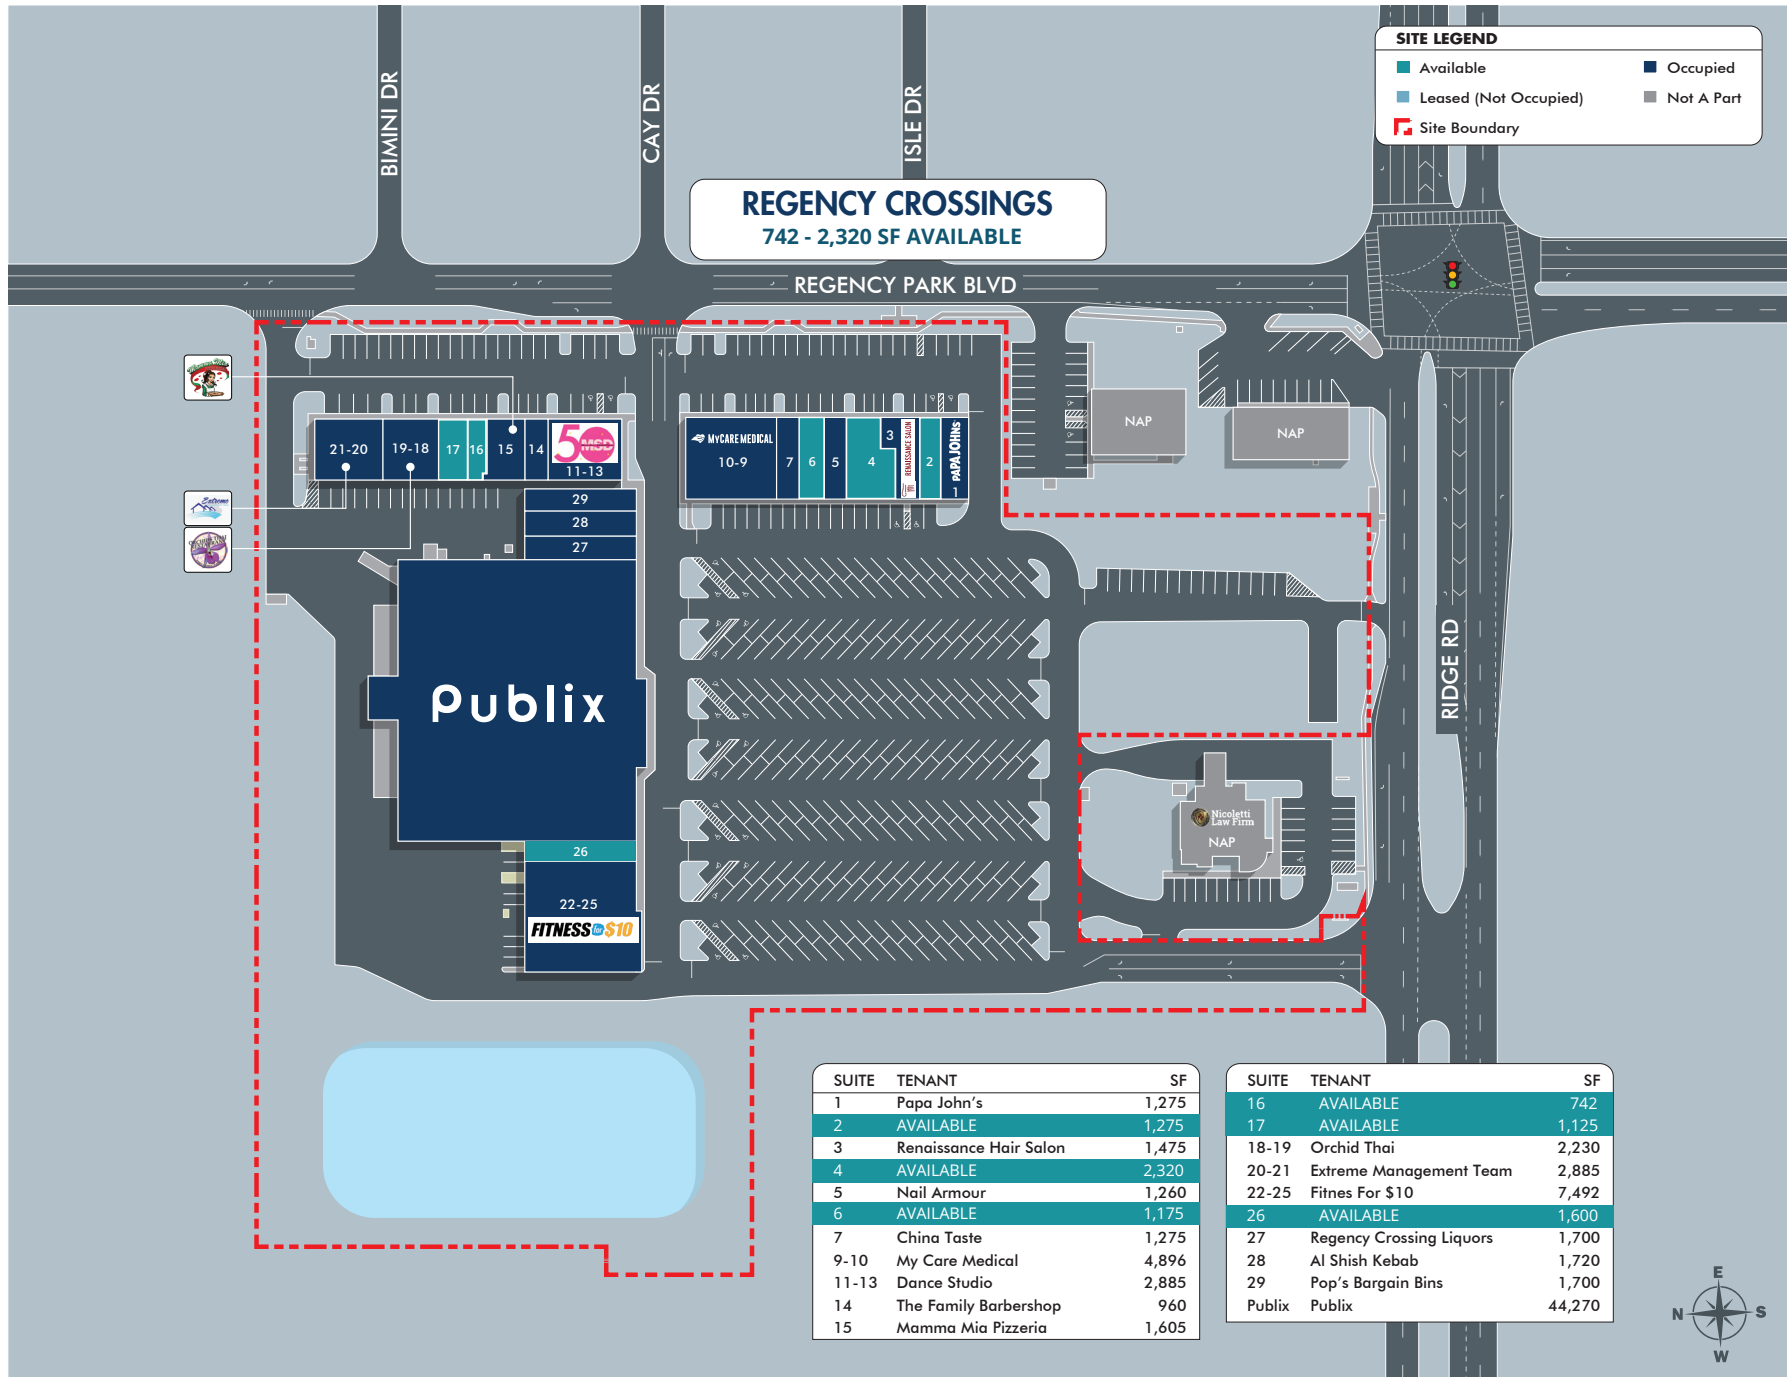 SITE LEGEND
Available
Occupied
Leased (Not Occupied)
Not A Part
Site Boundary
BIMINI DR
CAY DR
ISLE DR
REGENCY CROSSINGS
742 - 2,320 SF AVAILABLE
REGENCY PARK BLVD
RIDGE RD
21-20
19-18
17
16
15
14
50
MSD
11-13
MYCARE MEDICAL
10-9
7
6
5
4
3
RENAISSANCE SALON
2
PAPAJOHNS
1
NAP
NAP
Extreme
29
28
27
Publix
26
22-25
FITNESS for $10
Nicoletti
Law Firm
NAP
SUITE TENANT SF
1 Papa John's 1,275
2 AVAILABLE 1,275
3 Renaissance Hair Salon 1,475
4 AVAILABLE 2,320
5 Nail Armour 1,260
6 AVAILABLE 1,175
7 China Taste 1,275
9-10 My Care Medical 4,896
11-13 Dance Studio 2,885
14 The Family Barbershop 960
15 Mamma Mia Pizzeria 1,605
SUITE TENANT SF
16 AVAILABLE 742
17 AVAILABLE 1,125
18-19 Orchid Thai 2,230
20-21 Extreme Management Team 2,885
22-25 Fitnes For $10 7,492
26 AVAILABLE 1,600
27 Regency Crossing Liquors 1,700
28 Al Shish Kebab 1,720
29 Pop's Bargain Bins 1,700
Publix Publix 44,270
E
N S
W